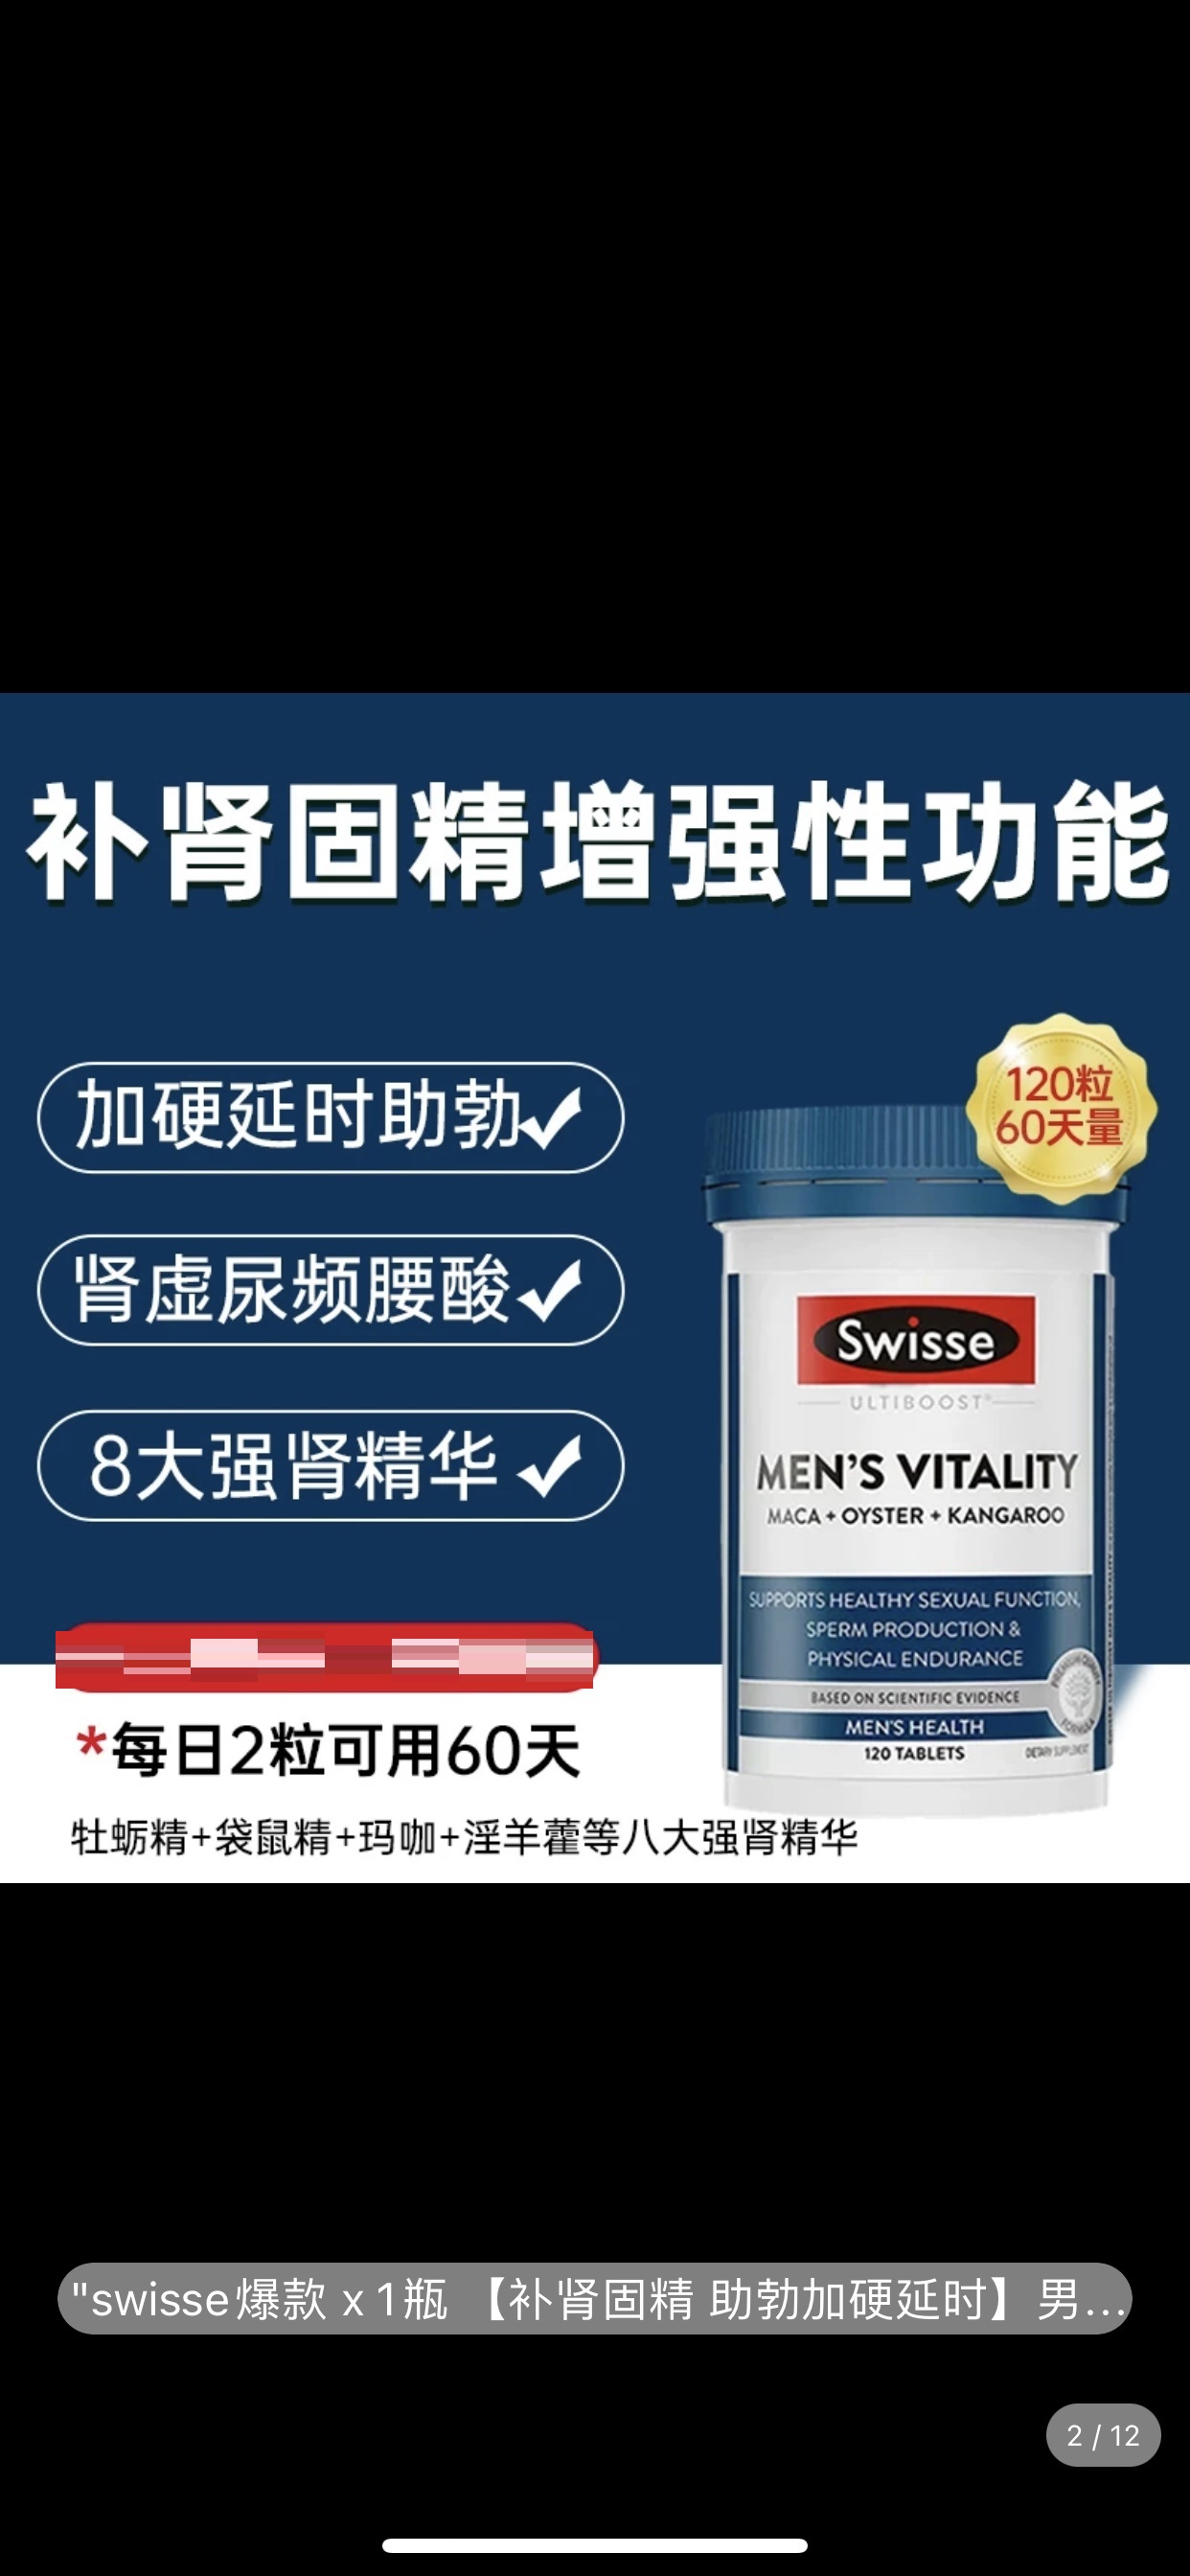 补肾固精增强性功能
加硬延时助勃
肾虚尿频腰酸
8大强肾精华
120粒
60天量
Swisse
ULTIBOOST®
MEN'S VITALITY
MACA + OYSTER + KANGAROO
SUPPORTS HEALTHY SEXUAL FUNCTION,
SPERM PRODUCTION &
PHYSICAL ENDURANCE
BASED ON SCIENTIFIC EVIDENCE
MEN'S HEALTH
120 TABLETS
DIETARY SUPPLEMENT
*每日2粒可用60天
牡蛎精+袋鼠精+玛咖+淫羊藿等八大强肾精华
"swisse爆款 x 1瓶 【补肾固精 助勃加硬延时】男...
2 / 12